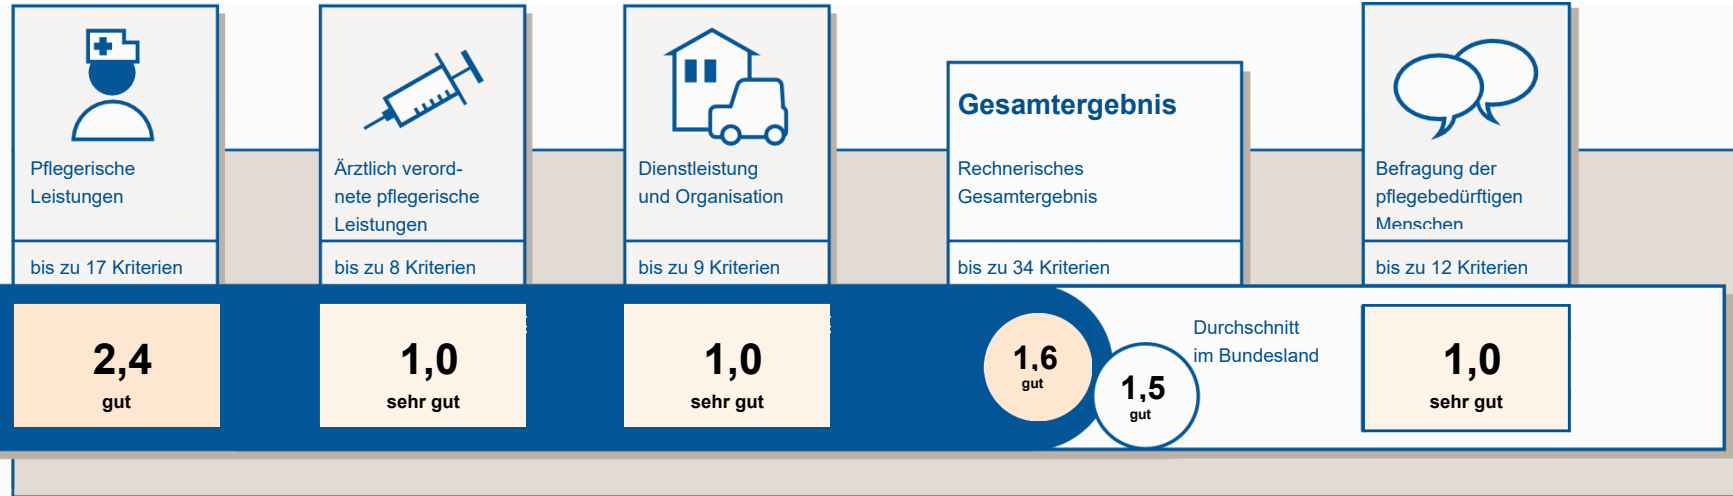 Pflegerische
Leistungen
bis zu 17 Kriterien
2,4
gut
Ärztlich verord-
nete pflegerische
Leistungen
bis zu 8 Kriterien
1,0
sehr gut
Dienstleistung
und Organisation
bis zu 9 Kriterien
1,0
sehr gut
Gesamtergebnis
Rechnerisches
Gesamtergebnis
bis zu 34 Kriterien
1,6
gut
1,5
gut
Durchschnitt
im Bundesland
Befragung der
pflegebedürftigen
Menschen
bis zu 12 Kriterien
1,0
sehr gut